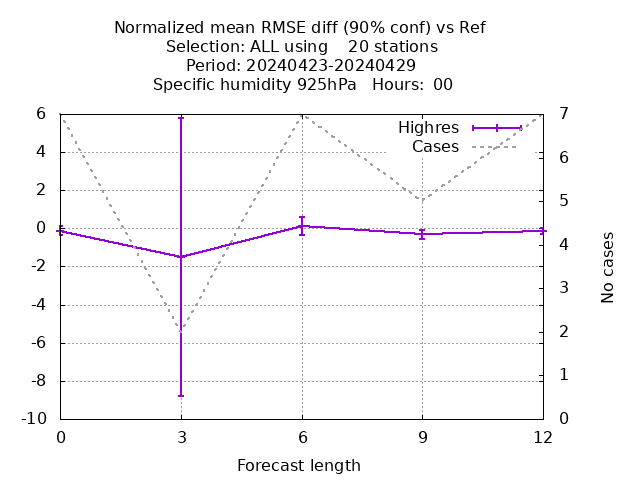 Normalized mean RMSE diff (90% conf) vs Ref
Selection: ALL using    20 stations
Period: 20240423-20240429
Specific humidity 925hPa   Hours:  00
Highres
Cases
6
4
2
0
-2
-4
-6
-8
-10
7
6
5
4
3
2
1
0
No cases
0 3 6 9 12
Forecast length